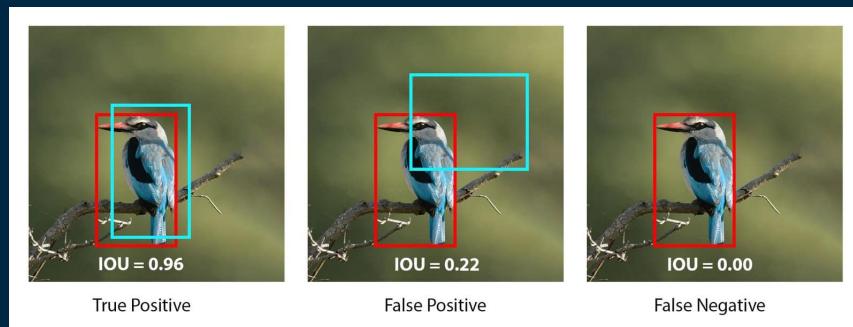 IOU = 0.96
IOU = 0.22
IOU = 0.00
True Positive
False Positive
False Negative